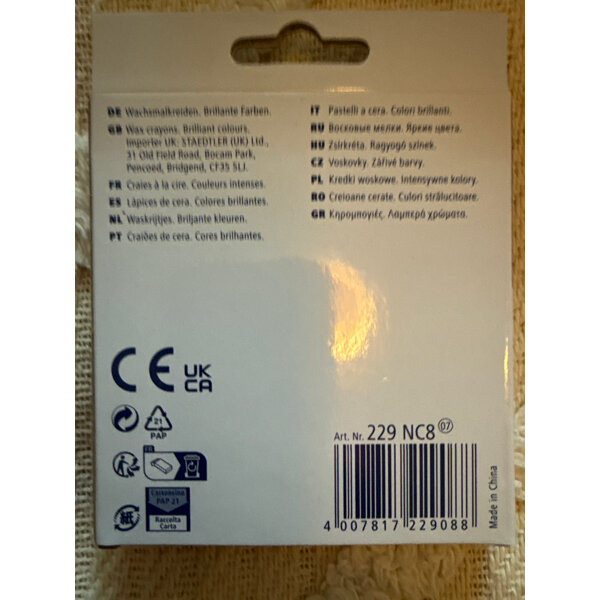 DE Wachsmalkreiden. Brillante Farben.
GB Wax crayons. Brilliant colours.
Importer UK: STAEDTLER (UK) Ltd.,
31 Old Field Road, Bocam Park,
Pencoed, Bridgend, CF35 5LJ.
FR Craies à la cire. Couleurs intenses.
ES Lápices de cera. Colores brillantes.
NL Waskrijtjes. Briljante kleuren.
PT Craiões de cera. Cores brilhantes.
IT Pastelli a cera. Colori brillanti.
RU Восковые мелки. Яркие цвета.
HU Zsírkréta. Ragyogó színek.
CZ Voskovky. Zářivé barvy.
PL Kredki woskowe. Intensywne kolory.
RO Creioane cerate. Culori strălucitoare.
GR Κηρομπογιές. Λαμπερά χρώματα.
CE
UK
CA
21
PAP
FR
紙
Confezione
PAP 21
Raccolta
Carta
Art. Nr. 229 NC8 07
4 007817 229088
Made in China